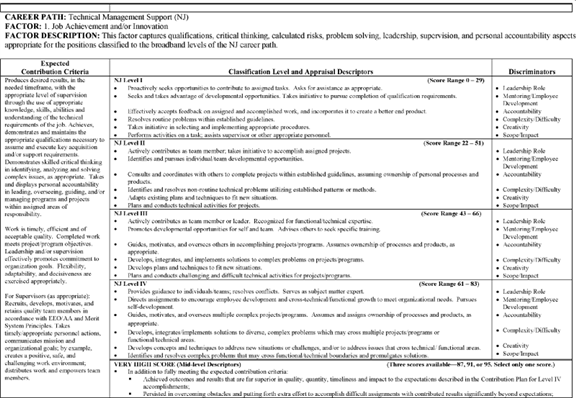 CAREER PATH: Technical Management Support (NJ)
FACTOR: 1. Job Achievement and/or Innovation
FACTOR DESCRIPTION: This factor captures qualifications, critical thinking, calculated risks, problem solving, leadership, supervision, and personal accountability aspects
appropriate for the positions classified to the broadband levels of the NJ career path.
Expected
Contribution Criteria
Produces desired results, in the
needed timeframe, with the
appropriate level of supervision
through the use of appropriate
knowledge, skills, abilities and
understanding of the technical
requirements of the job. Achieves,
demonstrates and maintains the
appropriate qualifications necessary to
assume and execute key acquisition
and/or support requirements.
Demonstrates skilled critical thinking
in identifying, analyzing and solving
complex issues, as appropriate. Takes
and displays personal accountability
in leading, overseeing, guiding, and/or
managing programs and projects
within assigned areas of
responsibility.
Work is timely, efficient and of
acceptable quality. Completed work
meets project/program objectives.
Leadership and/or supervision
effectively promotes commitment to
organization goals. Flexibility,
adaptability, and decisiveness are
exercised appropriately.
For Supervisors (as appropriate):
Recruits, develops, motivates, and
retains quality team members in
accordance with EEO/AA and Merit
System Principles. Takes
timely/appropriate personnel actions,
communicates mission and
organizational goals; by example,
creates a positive, safe, and
challenging work environment;
distributes work and empowers team
members.
Classification Level and Appraisal Descriptors
NJ Level I (Score Range 0 – 29)
• Proactively seeks opportunities to contribute to assigned tasks. Asks for assistance as appropriate.
• Seeks and takes advantage of developmental opportunities. Takes initiative to pursue completion of qualification requirements.
• Effectively accepts feedback on assigned and accomplished work, and incorporates it to create a better end product.
• Resolves routine problems within established guidelines.
• Takes initiative in selecting and implementing appropriate procedures.
• Performs activities on a task; assists supervisor or other appropriate personnel.
NJ Level II (Score Range 22 – 51)
• Actively contributes as team member; takes initiative to accomplish assigned projects.
• Identifies and pursues individual/team developmental opportunities.
• Consults and coordinates with others to complete projects within established guidelines, assuming ownership of personal processes and
products.
• Identifies and resolves non-routine technical problems utilizing established patterns or methods.
• Adapts existing plans and techniques to fit new situations.
• Plans and conducts technical activities for projects.
NJ Level III (Score Range 43 – 66)
• Actively contributes as team member or leader. Recognized for functional/technical expertise.
• Promotes developmental opportunities for self and team. Advises others to seek specific training.
• Guides, motivates, and oversees others in accomplishing projects/programs. Assumes ownership of processes and products, as
appropriate.
• Develops, integrates, and implements solutions to complex problems on projects/programs.
• Develops plans and techniques to fit new situations.
• Plans and conducts challenging and difficult technical activities for projects/programs.
NJ Level IV (Score Range 61 – 83)
• Provides guidance to individuals/teams; resolves conflicts. Serves as subject matter expert.
• Directs assignments to encourage employee development and cross-technical/functional growth to meet organizational needs. Pursues
self-development.
• Guides, motivates, and oversees multiple complex projects/programs. Assumes and assigns ownership of processes and products, as
appropriate.
• Develops, integrates/implements solutions to diverse, complex problems which may cross multiple projects/programs or
functional/technical areas.
• Develops concepts and techniques to address new situations or challenges, and/or to address issues that cross technical/functional areas.
• Identifies and resolves complex problems that may cross functional/technical boundaries and promulgates solutions.
VERY HIGH SCORE (Mid-level Descriptors) (Three scores available—87, 91, or 95. Select only one score.)
• In addition to fully meeting the expected contribution criteria:
• Achieved outcomes and results that are far superior in quality, quantity, timeliness and impact to the expectations described in the Contribution Plan for Level IV
accomplishments;
• Persisted in overcoming obstacles and putting forth extra effort to accomplish difficult assignments with contributed results significantly beyond expectations;
Discriminators
• Leadership Role
• Mentoring/Employee
Development
• Accountability
• Complexity/Difficulty
• Creativity
• Scope/Impact
• Leadership Role
• Mentoring/Employee
Development
• Accountability
• Complexity/Difficulty
• Creativity
• Scope/Impact
• Leadership Role
• Mentoring/Employee
Development
• Accountability
• Complexity/Difficulty
• Creativity
• Scope/Impact
• Leadership Role
• Mentoring/Employee
Development
• Accountability
• Complexity/Difficulty
• Creativity
• Scope/Impact